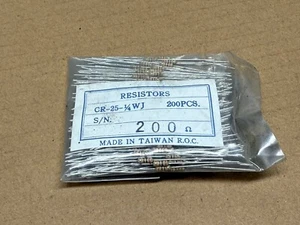 RESISTORS
CR-25-¼WJ 200PCS.
S/N. 200Ω
MADE IN TAIWAN R.O.C.